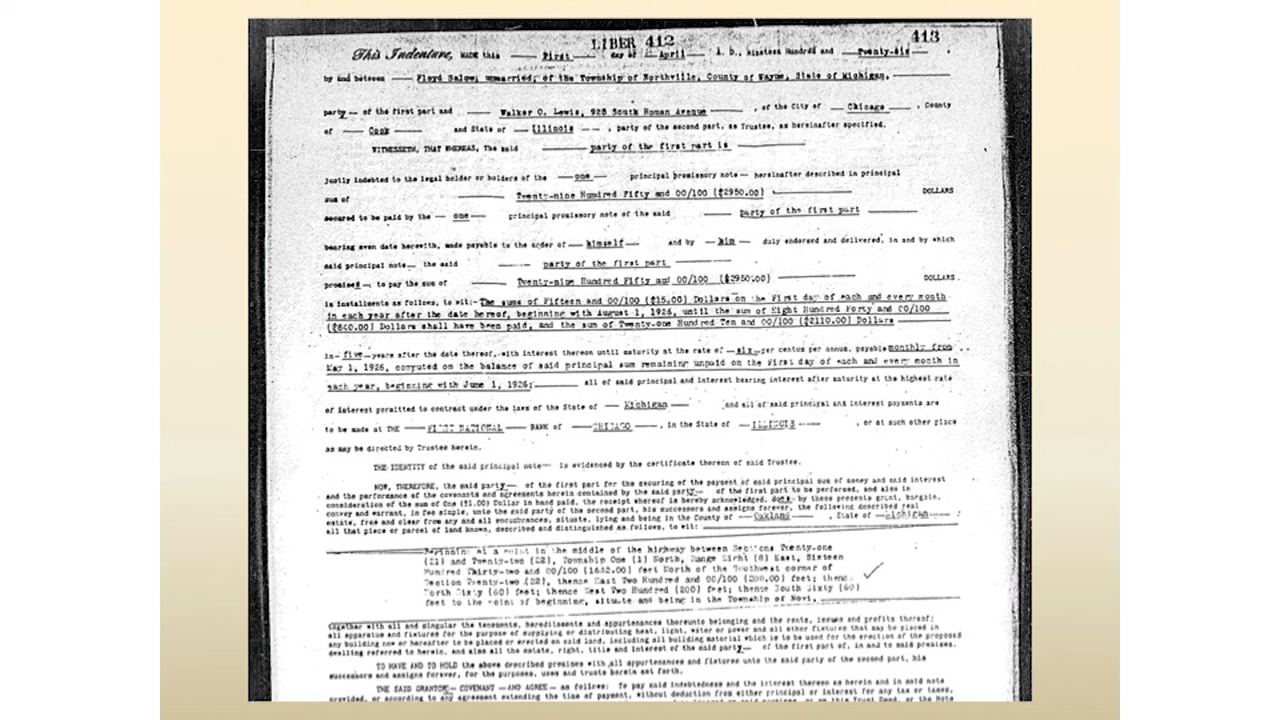 LIBER 412 413
This Indenture, MADE this First day of April A. D., Nineteen Hundred and Twenty-Six,
by and between Floyd Salow, unmarried, of the Township of Northville, County of Wayne, State of Michigan,
party of the first part and Walker O. Lewis, 928 South Homan Avenue, of the City of Chicago, County
of Cook and State of Illinois, party of the second part, as Trustee, as hereinafter specified.
WITNESSETH, THAT WHEREAS, The said party of the first part is
justly indebted to the legal holder or holders of the one principal promissory note hereinafter described in principal
sum of Twenty-nine Hundred Fifty and 00/100 ($2950.00) DOLLARS
secured to be paid by the one principal promissory note of the said party of the first part
bearing even date herewith, made payable to the order of himself and by him duly endorsed and delivered, in and by which
said principal note the said party of the first part
promises to pay the sum of Twenty-nine Hundred Fifty and 00/100 ($2950.00) DOLLARS.
in installments as follows, to wit:-The sums of Fifteen and 00/100 ($15.00) Dollars on the First day of each and every month
in each year after the date hereof, beginning with August 1, 1926, until the sum of Eight Hundred Forty and 00/100
($840.00) Dollars shall have been paid, and the sum of Twenty-one Hundred Ten and 00/100 ($2110.00) Dollars
in five years after the date thereof, with interest thereon until maturity at the rate of six per centum per annum, payable monthly from
May 1, 1926, computed on the balance of said principal sum remaining unpaid on the First day of each and every month in
each year, beginning with June 1, 1926; all of said principal and interest bearing interest after maturity at the highest rate
of interest permitted to contract under the laws of the State of Michigan and all of said principal and interest payments are
to be made at THE FIRST NATIONAL BANK of CHICAGO, in the State of ILLINOIS, or at such other place
as may be directed by Trustee herein.
THE IDENTITY of the said principal note is evidenced by the certificate thereon of said Trustee.
NOW, THEREFORE, the said party of the first part for the securing of the payment of said principal sum of money and said interest
and the performance of the covenants and agreements herein contained by the said party of the first part to be performed, and also in
consideration of the sum of One ($1.00) Dollar in hand paid, the receipt whereof is hereby acknowledged, does by these presents grant, bargain,
convey and warrant, in fee simple, unto the said party of the second part, his successors and assigns forever, the following described real
estate, free and clear from any and all encumbrances, situate, lying and being in the County of Oakland, State of Michigan
all that piece or parcel of land known, described and distinguished as follows, to wit:
Beginning at a point in the middle of the highway between Sections Twenty-one
(21) and Twenty-two (22), Township One (1) North, Range Eight (8) East, Sixteen
Hundred Thirty-two and 00/100 (1632.00) feet North of the Southwest corner of
Section Twenty-two (22), thence East Two Hundred and 00/100 (200.00) feet; thence
North Sixty (60) feet; thence West Two Hundred (200) feet; thence South Sixty (60)
feet to the point of beginning, situate and being in the Township of Novi.
together with all and singular the tenements, hereditaments and appurtenances thereunto belonging and the rents, issues and profits thereof;
all apparatus and fixtures for the purpose of supplying or distributing heat, light, water or power and all other fixtures that may be placed in
any building now or hereafter to be placed or erected on said land, including all building material which is to be used for the erection of the proposed
dwelling referred to herein, and also all the estate, right, title and interest of the said party of the first part, of, in and to said premises.
TO HAVE AND TO HOLD the above described premises with all appurtenances and fixtures unto the said party of the second part, his
successors and assigns forever, for the purposes, uses and trusts herein set forth.
THE SAID GRANTOR COVENANT AND AGREE as follows: To pay said indebtedness and the interest thereon as herein and in said note
provided, or according to any agreement extending the time of payment, without deduction from either principal or interest for any tax or taxes,